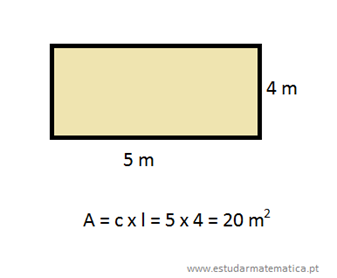 4 m
5 m
A = c x l = 5 x 4 = 20 m²
www.estudarmatematica.pt